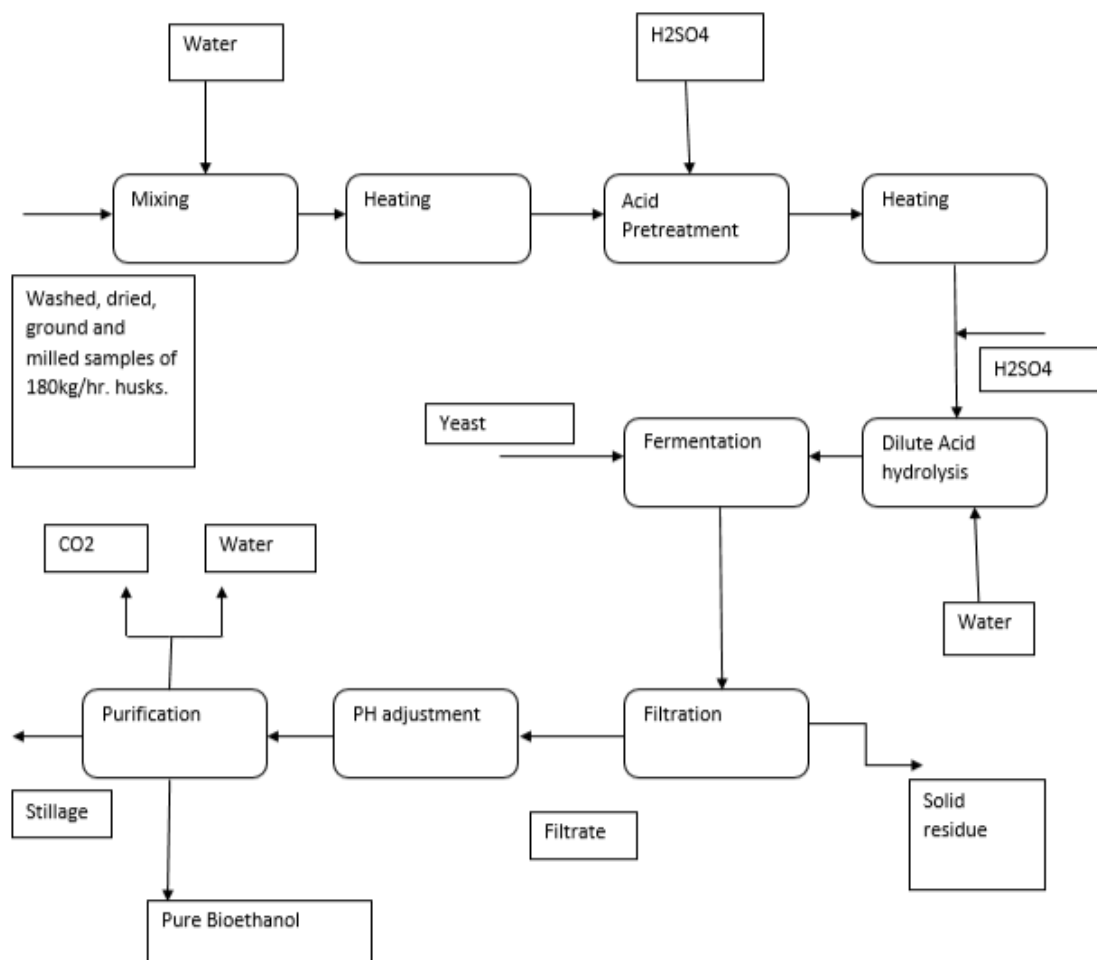 Water
H2SO4
Mixing
Heating
Acid
Pretreatment
Heating
Washed, dried,
ground and
milled samples of
180kg/hr. husks.
H2SO4
Yeast
Fermentation
Dilute Acid
hydrolysis
CO2
Water
Water
Purification
PH adjustment
Filtration
Stillage
Filtrate
Solid
residue
Pure Bioethanol